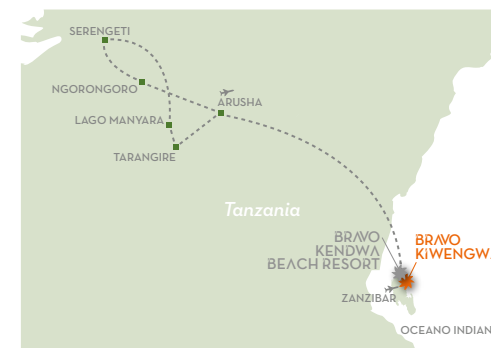 SERENGETI
NGORONGORO
ARUSHA
LAGO MANYARA
TARANGIRE
Tanzania
BRAVO
KENDWA
BEACH RESORT
BRAVO
KIWENGW
ZANZIBAR
OCEANO INDIAN